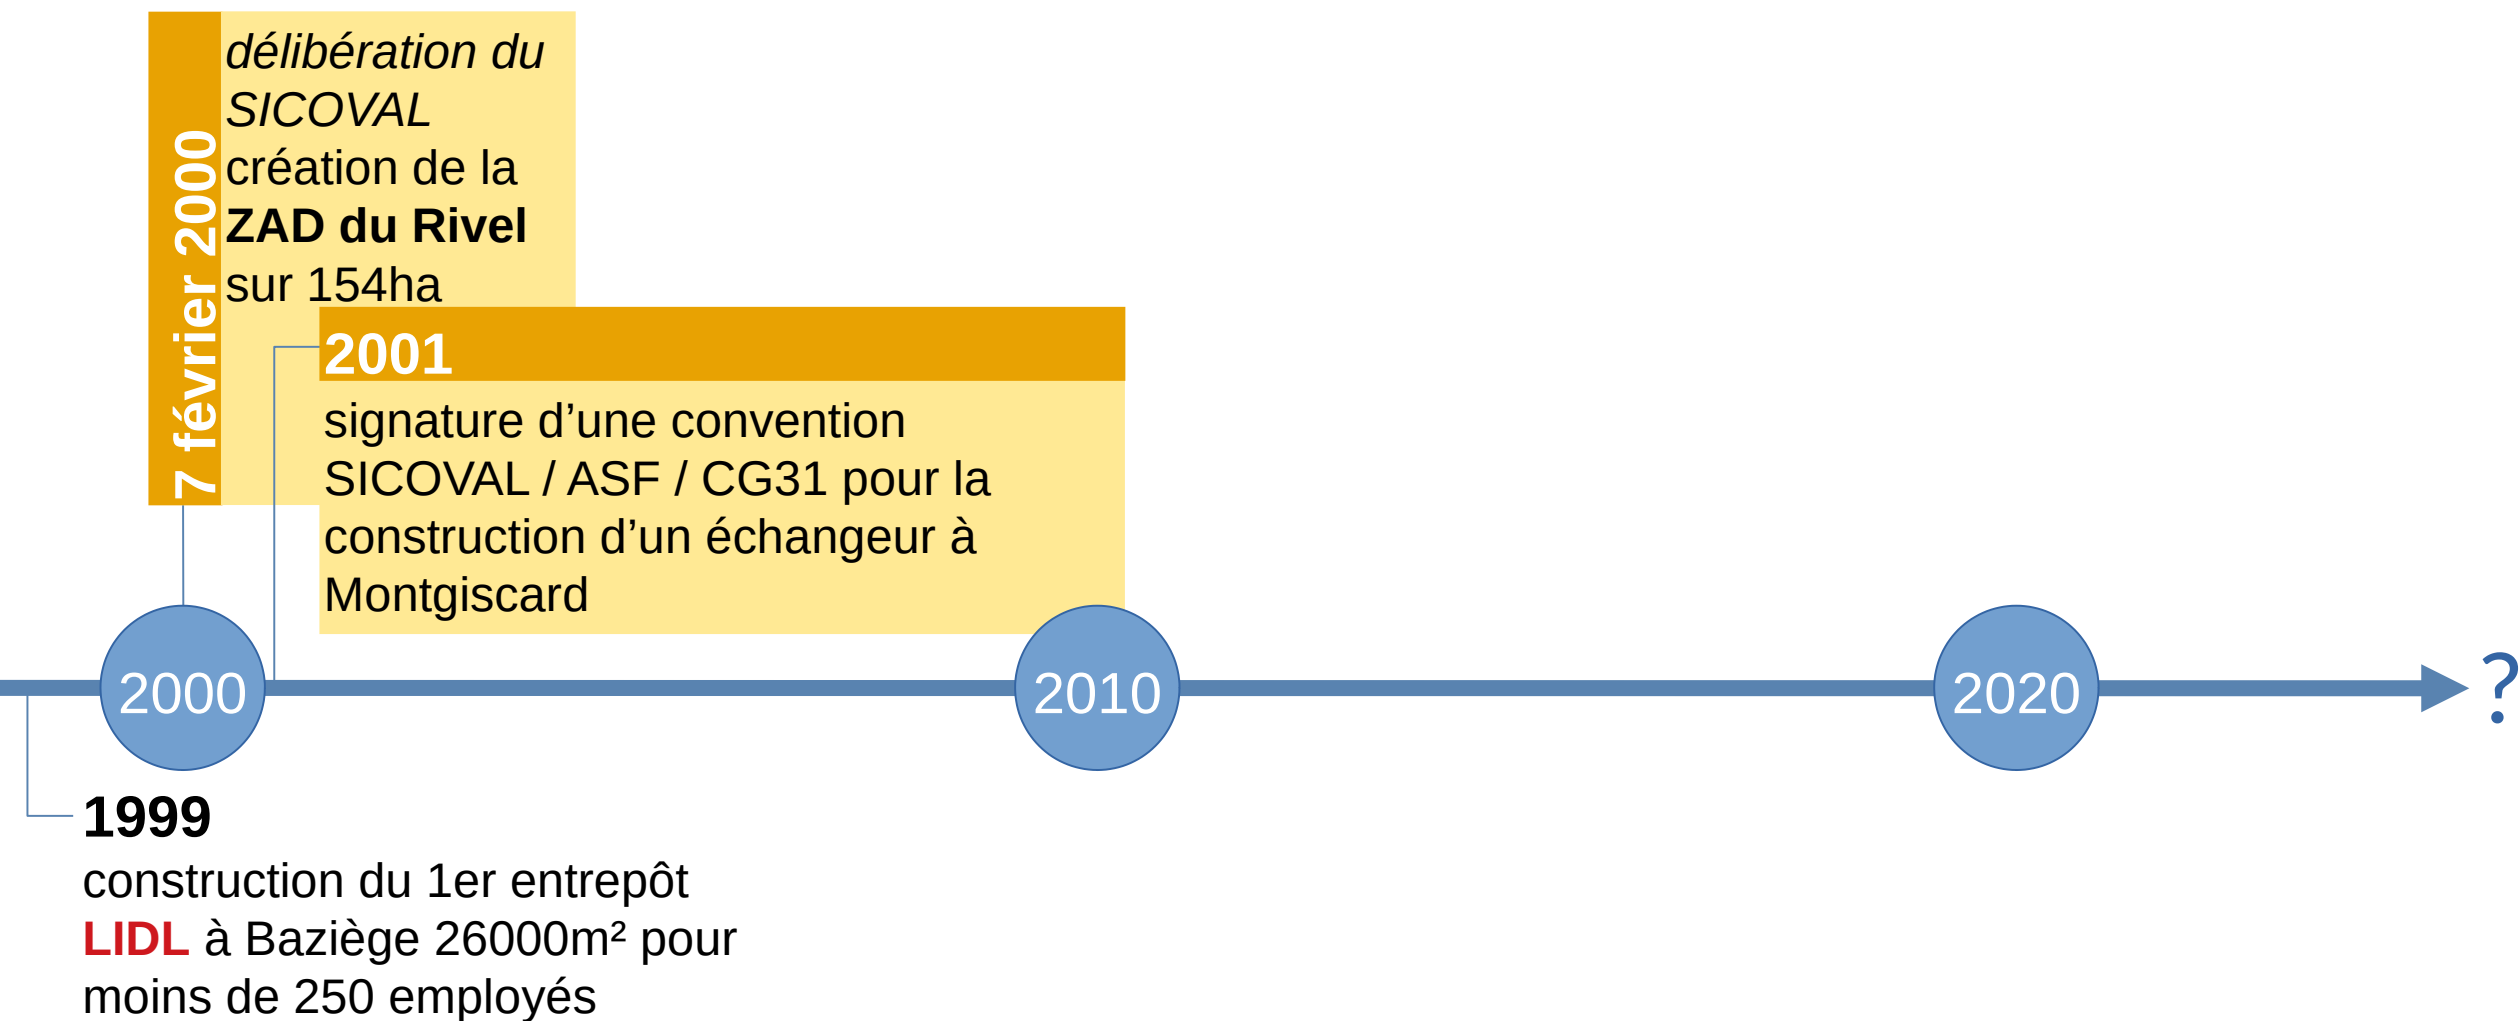 7 février 2000
délibération du
SICOVAL
création de la
ZAD du Rivel
sur 154ha
2001
signature d’une convention
SICOVAL / ASF / CG31 pour la
construction d’un échangeur à
Montgiscard
2000
2010
2020
?
1999
construction du 1er entrepôt
LIDL à Baziège 26000m² pour
moins de 250 employés